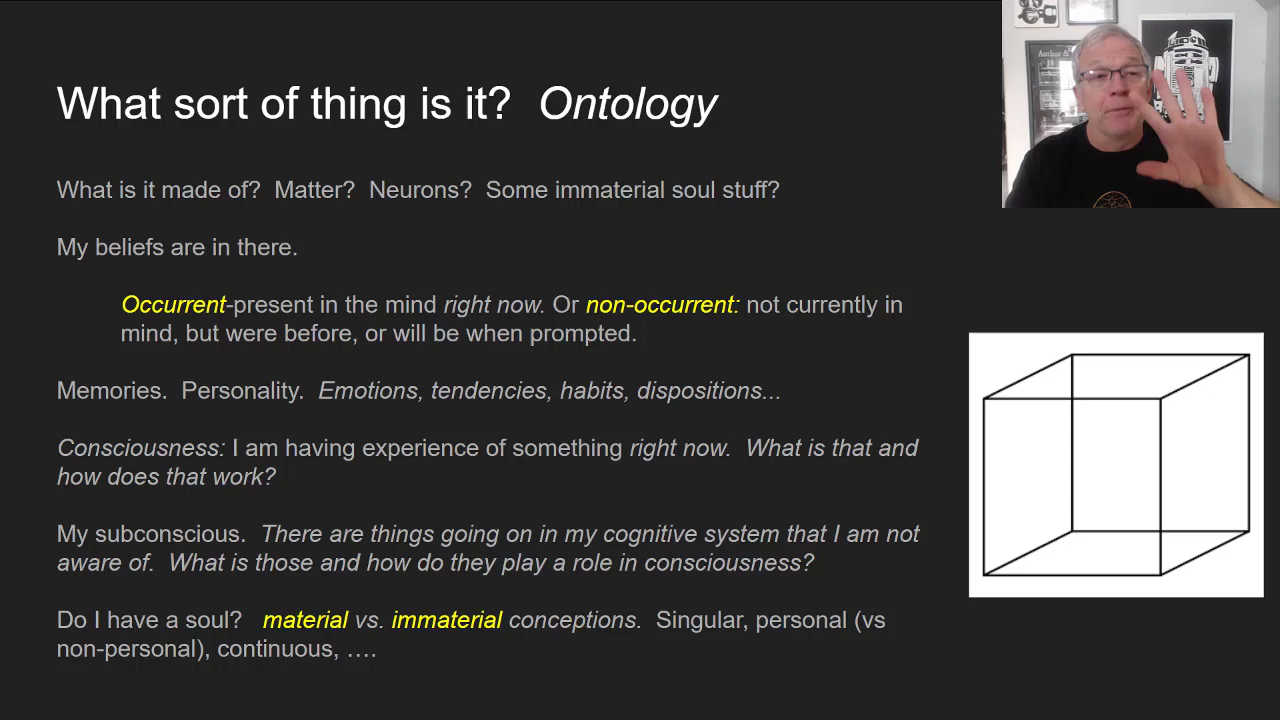 What sort of thing is it? Ontology
What is it made of? Matter? Neurons? Some immaterial soul stuff?
My beliefs are in there.
Occurrent-present in the mind right now. Or non-occurrent: not currently in
mind, but were before, or will be when prompted.
Memories. Personality. Emotions, tendencies, habits, dispositions...
Consciousness: I am having experience of something right now. What is that and
how does that work?
My subconscious. There are things going on in my cognitive system that I am not
aware of. What is those and how do they play a role in consciousness?
Do I have a soul? material vs. immaterial conceptions. Singular, personal (vs
non-personal), continuous, ….
Author &